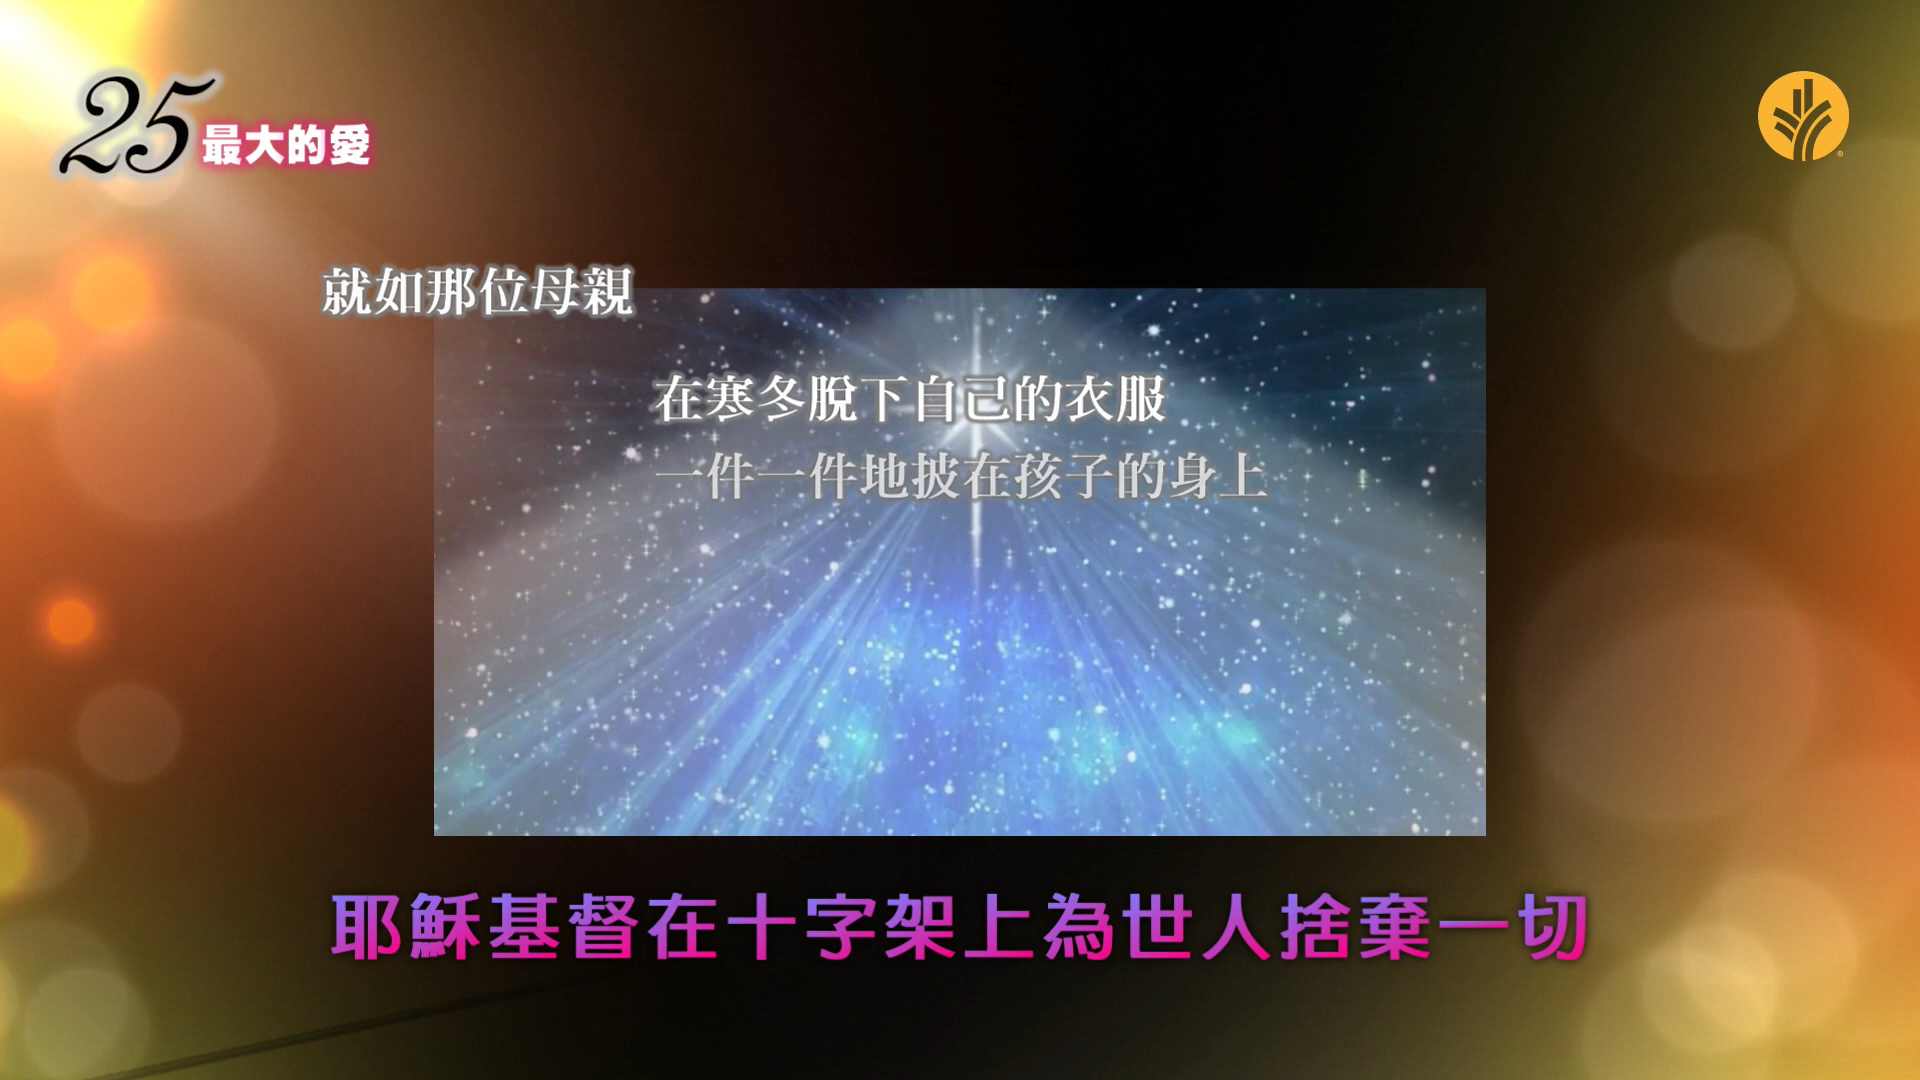 25 最大的愛
就如那位母親
在寒冬脫下自己的衣服
一件一件地披在孩子的身上
耶穌基督在十字架上為世人捨棄一切